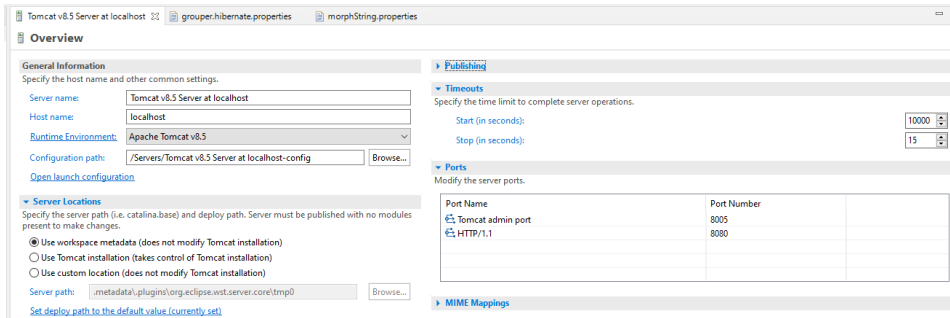 Tomcat v8.5 Server at localhost
grouper.hibernate.properties
morphString.properties
Overview
General Information
Specify the host name and other common settings.
Server name:
Tomcat v8.5 Server at localhost
Host name:
localhost
Runtime Environment:
Apache Tomcat v8.5
Configuration path:
/Servers/Tomcat v8.5 Server at localhost-config
Browse...
Open launch configuration
Server Locations
Specify the server path (i.e. catalina.base) and deploy path. Server must be published with no modules
present to make changes.
Use workspace metadata (does not modify Tomcat installation)
Use Tomcat installation (takes control of Tomcat installation)
Use custom location (does not modify Tomcat installation)
Server path:
.metadata\.plugins\org.eclipse.wst.server.core\tmp0
Browse...
Set deploy path to the default value (currently set)
Publishing
Timeouts
Specify the time limit to complete server operations.
Start (in seconds):
10000
Stop (in seconds):
15
Ports
Modify the server ports.
Port Name
Port Number
Tomcat admin port
8005
HTTP/1.1
8080
MIME Mappings